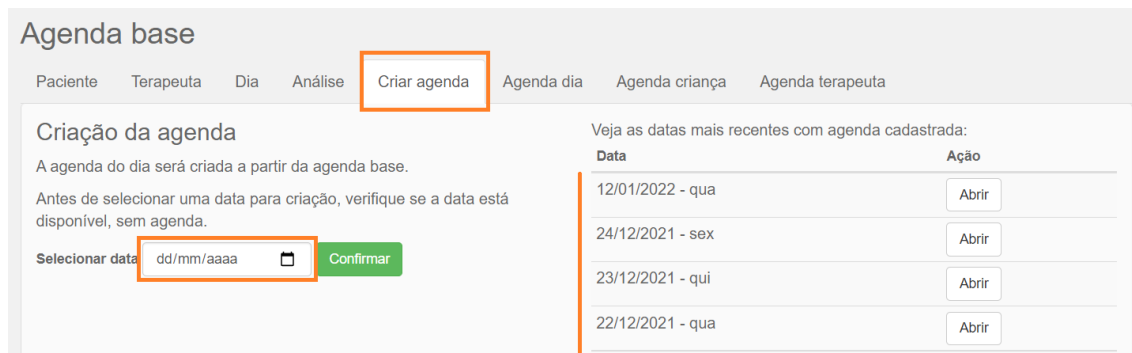 Agenda base
Paciente Terapeuta Dia Análise Criar agenda Agenda dia Agenda criança Agenda terapeuta
Criação da agenda
A agenda do dia será criada a partir da agenda base.
Antes de selecionar uma data para criação, verifique se a data está
disponível, sem agenda.
Selecionar data dd/mm/aaaa Confirmar
Veja as datas mais recentes com agenda cadastrada:
Data Ação
12/01/2022 - qua Abrir
24/12/2021 - sex Abrir
23/12/2021 - qui Abrir
22/12/2021 - qua Abrir